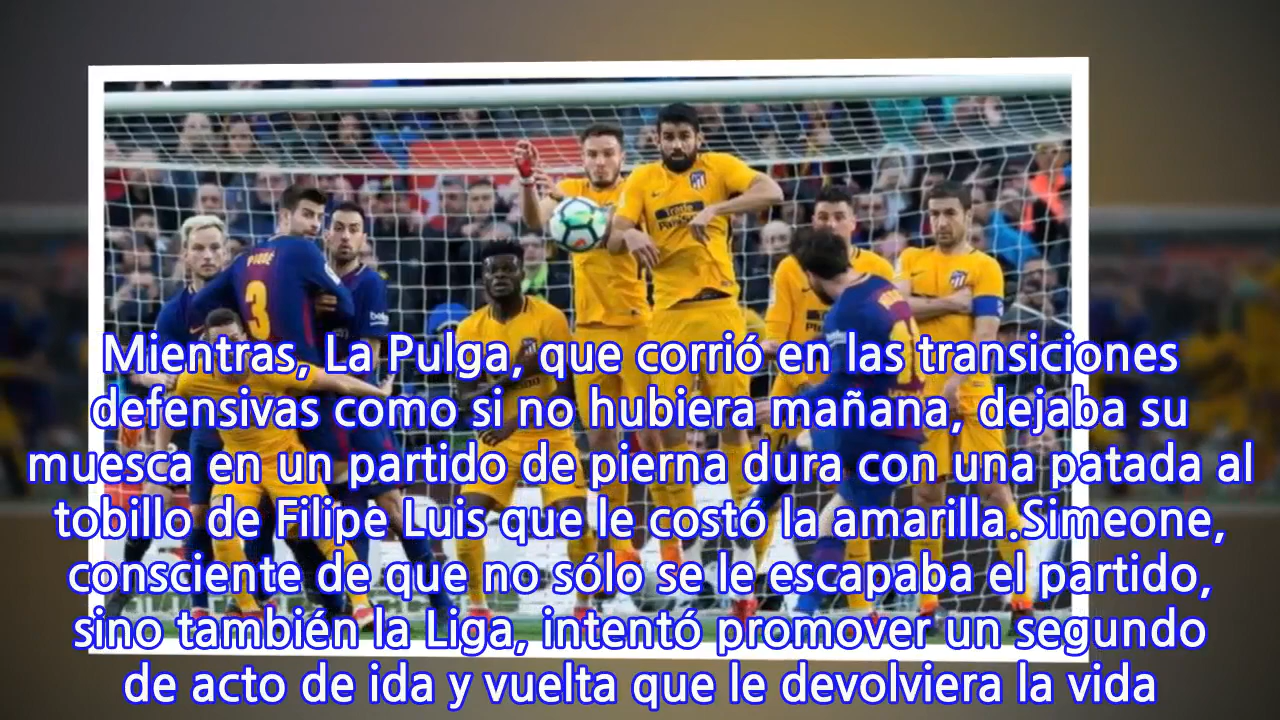 PIQUÉ
3
Mientras, La Pulga, que corrió en las transiciones
defensivas como si no hubiera mañana, dejaba su
muesca en un partido de pierna dura con una patada al
tobillo de Filipe Luis que le costó la amarilla.Simeone,
consciente de que no sólo se le escapaba el partido,
sino también la Liga, intentó promover un segundo
de acto de ida y vuelta que le devolviera la vida